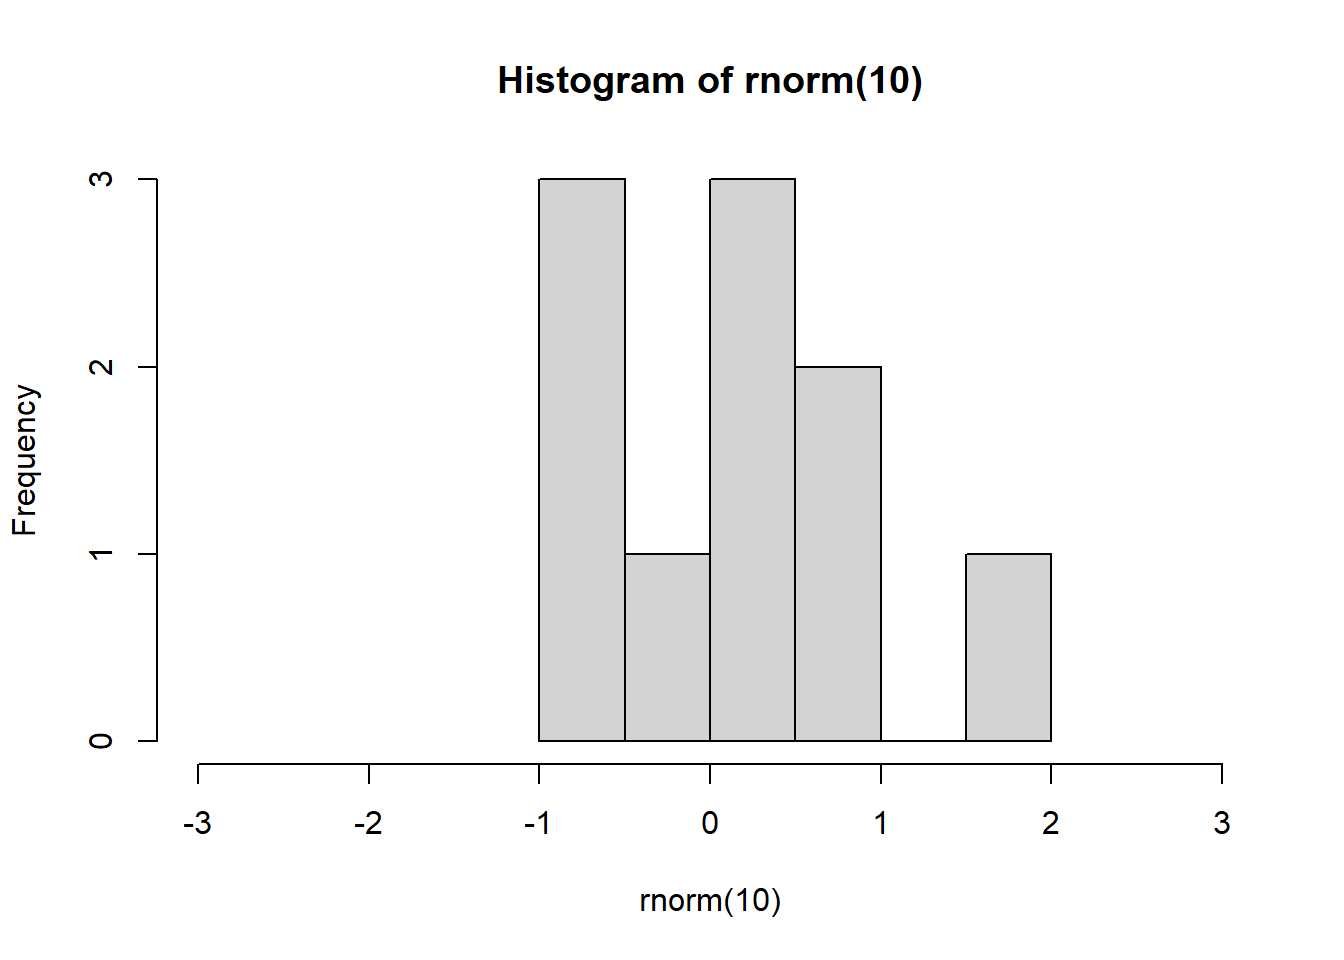 Histogram of rnorm(10)
Frequency
3
2
1
0
-3 -2 -1 0 1 2 3
rnorm(10)